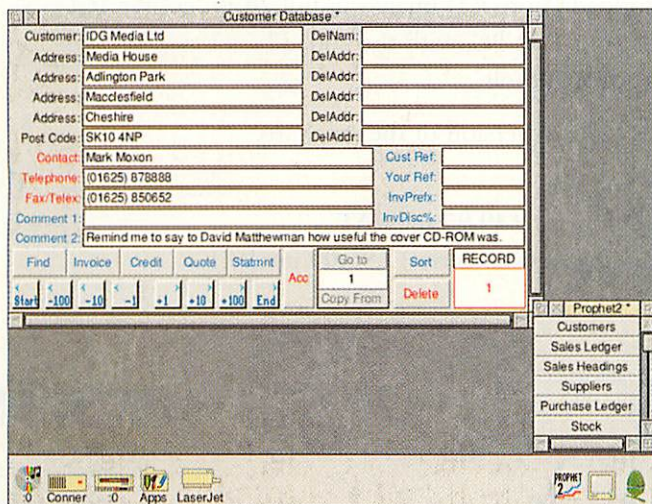 Customer Database *
Customer: IDG Media Ltd DelNam:
Address: Media House DelAddr:
Address: Adlington Park DelAddr:
Address: Macclesfield DelAddr:
Address: Cheshire DelAddr:
Post Code: SK10 4NP DelAddr:
Contact: Mark Moxon Cust Ref:
Telephone: (01625) 878888 Your Ref:
Fax/Telex: (01625) 850652 InvPrefx:
Comment 1: InvDisc%:
Comment 2: Remind me to say to David Matthewman how useful the cover CD-ROM was.
Find Invoice Credit Quote Statmnt Acc Go to Sort RECORD
1
Start -100 -10 -1 +1 +10 +100 End Copy From Delete 1
Prophet2 *
Customers
Sales Ledger
Sales Headings
Suppliers
Purchase Ledger
Stock
:0 Conner :0 Apps LaserJet
PROPHET 2